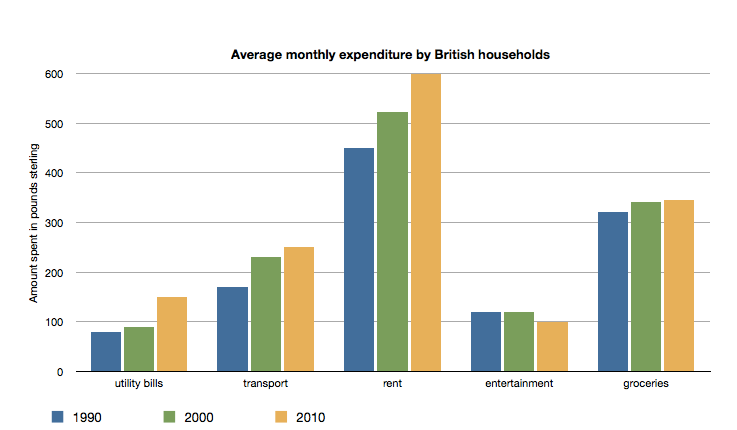 Average monthly expenditure by British households
Amount spent in pounds sterling
600
500
400
300
200
100
0
utility bills transport rent entertainment groceries
1990 2000 2010